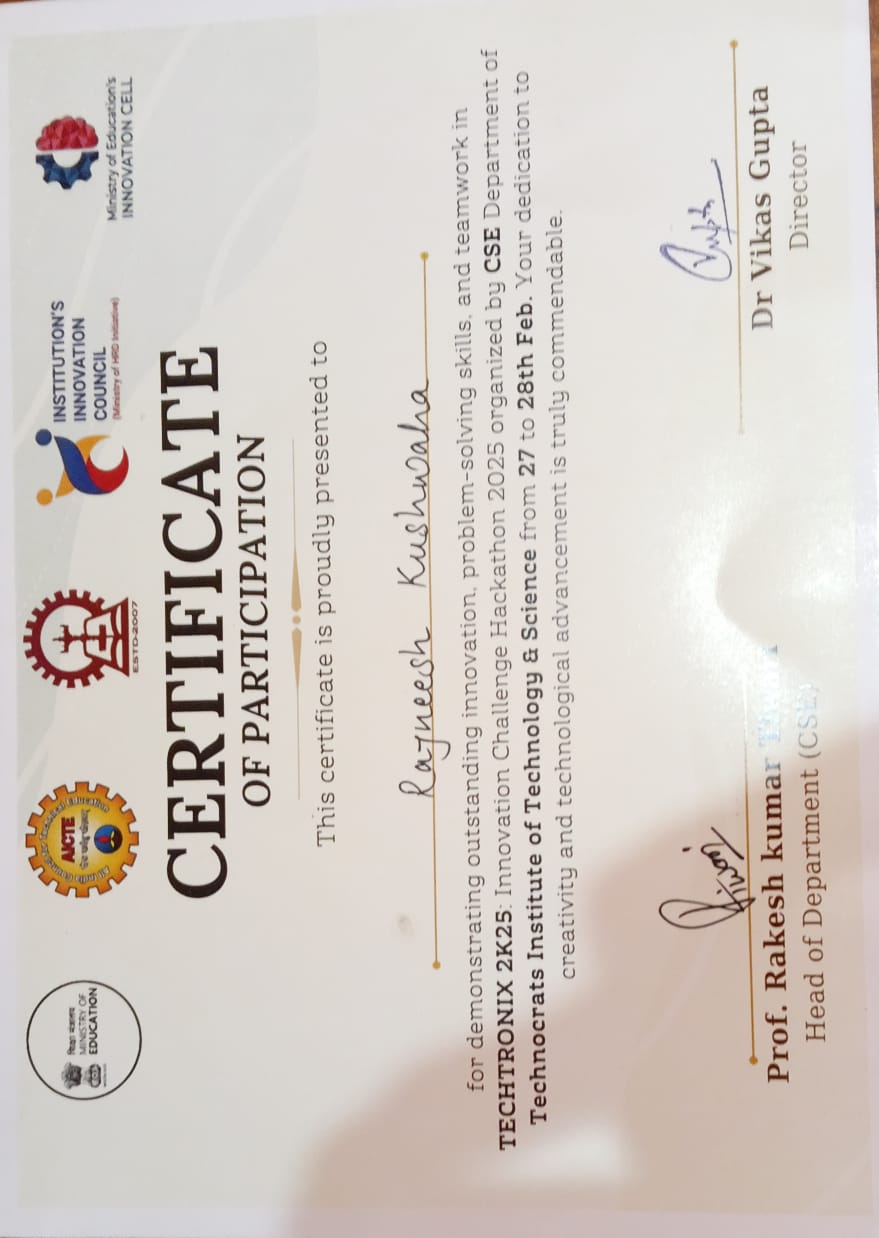 शिक्षा मंत्रालय
MINISTRY OF
EDUCATION
AICTE
ESTD-2007
INSTITUTION'S
INNOVATION
COUNCIL
(Ministry of HRD Initiative)
Ministry of Education's
INNOVATION CELL
CERTIFICATE
OF PARTICIPATION
This certificate is proudly presented to
Rajneesh Kushwaha
for demonstrating outstanding innovation, problem-solving skills, and teamwork in
TECHTRONIX 2K25: Innovation Challenge Hackathon 2025 organized by CSE Department of
Technocrats Institute of Technology & Science from 27 to 28th Feb. Your dedication to
creativity and technological advancement is truly commendable.
Tiwari
Prof. Rakesh kumar Tiwari
Head of Department (CSE)
Gupta
Dr Vikas Gupta
Director